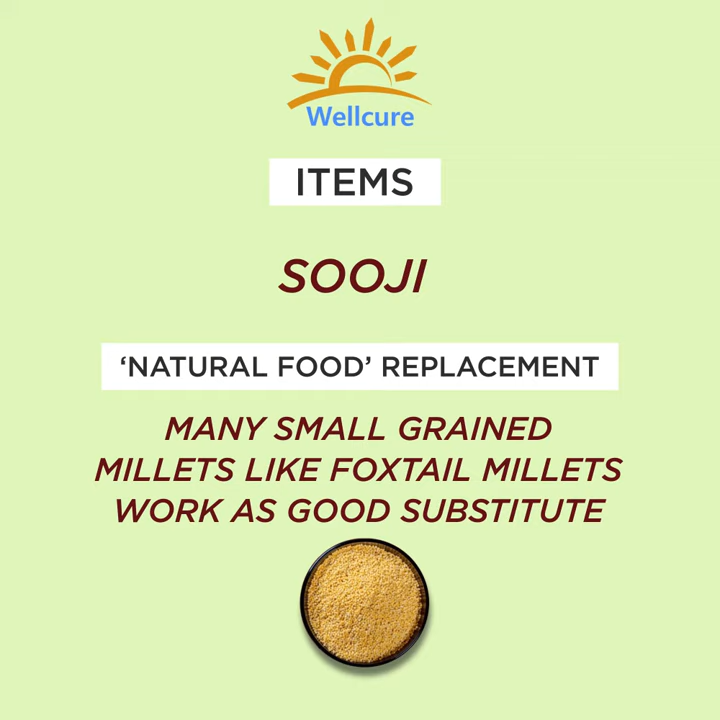 Wellcure
ITEMS
SOOJI
‘NATURAL FOOD’ REPLACEMENT
MANY SMALL GRAINED
MILLETS LIKE FOXTAIL MILLETS
WORK AS GOOD SUBSTITUTE